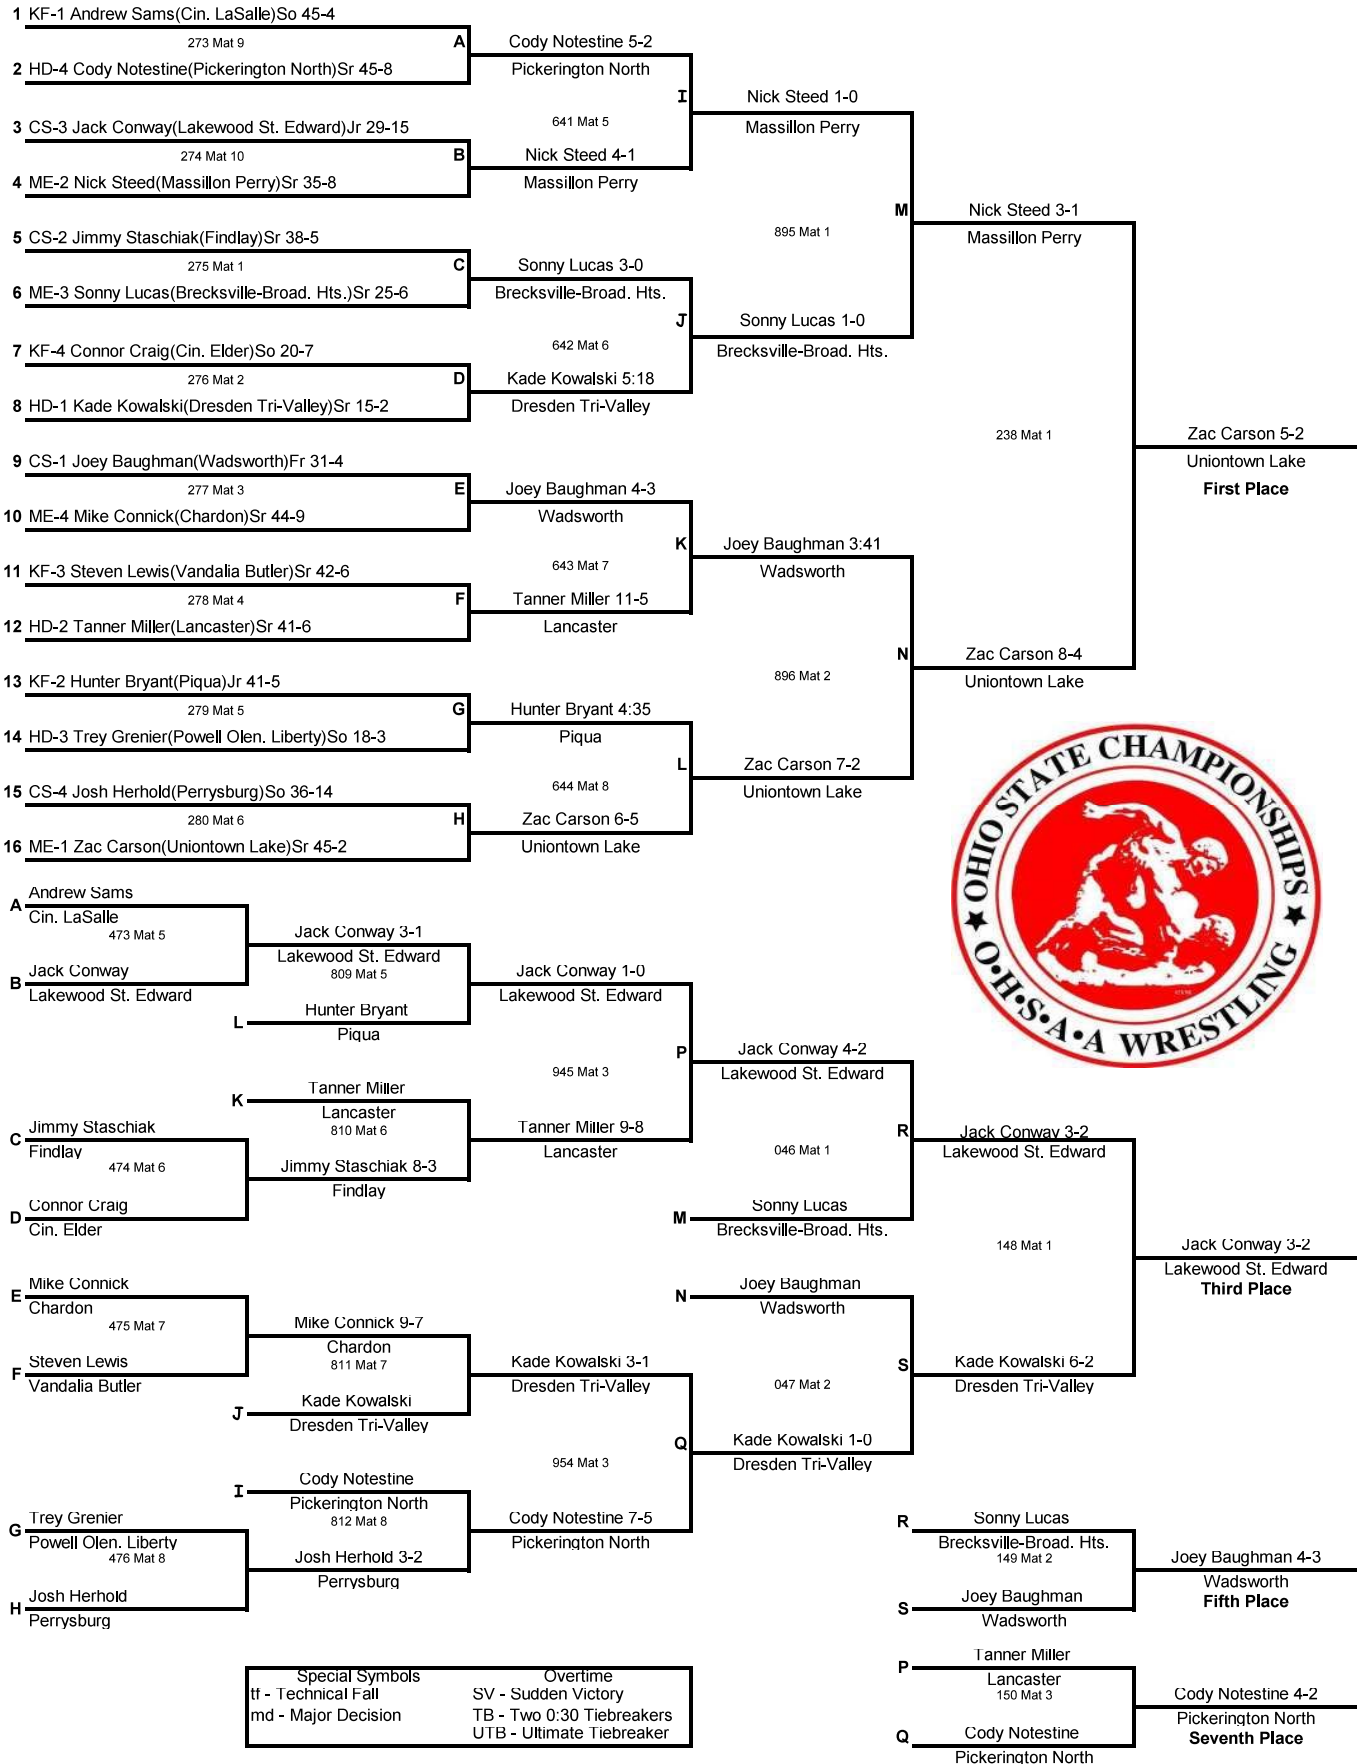 1 KF-1 Andrew Sams(Cin. LaSalle)So 45-4
273 Mat 9
A
2 HD-4 Cody Notestine(Pickerington North)Sr 45-8
Cody Notestine 5-2
Pickerington North
I
641 Mat 5
3 CS-3 Jack Conway(Lakewood St. Edward)Jr 29-15
274 Mat 10
B
4 ME-2 Nick Steed(Massillon Perry)Sr 35-8
Nick Steed 4-1
Massillon Perry
Nick Steed 1-0
Massillon Perry
M
895 Mat 1
5 CS-2 Jimmy Staschiak(Findlay)Sr 38-5
275 Mat 1
C
6 ME-3 Sonny Lucas(Brecksville-Broad. Hts.)Sr 25-6
Sonny Lucas 3-0
Brecksville-Broad. Hts.
J
642 Mat 6
7 KF-4 Connor Craig(Cin. Elder)So 20-7
276 Mat 2
D
8 HD-1 Kade Kowalski(Dresden Tri-Valley)Sr 15-2
Kade Kowalski 5:18
Dresden Tri-Valley
Sonny Lucas 1-0
Brecksville-Broad. Hts.
Nick Steed 3-1
Massillon Perry
238 Mat 1
9 CS-1 Joey Baughman(Wadsworth)Fr 31-4
277 Mat 3
E
10 ME-4 Mike Connick(Chardon)Sr 44-9
Joey Baughman 4-3
Wadsworth
K
643 Mat 7
11 KF-3 Steven Lewis(Vandalia Butler)Sr 42-6
278 Mat 4
F
12 HD-2 Tanner Miller(Lancaster)Sr 41-6
Tanner Miller 11-5
Lancaster
Joey Baughman 3:41
Wadsworth
N
896 Mat 2
13 KF-2 Hunter Bryant(Piqua)Jr 41-5
279 Mat 5
G
14 HD-3 Trey Grenier(Powell Olen. Liberty)So 18-3
Hunter Bryant 4:35
Piqua
L
644 Mat 8
15 CS-4 Josh Herhold(Perrysburg)So 36-14
280 Mat 6
H
16 ME-1 Zac Carson(Uniontown Lake)Sr 45-2
Zac Carson 6-5
Uniontown Lake
Zac Carson 7-2
Uniontown Lake
Zac Carson 8-4
Uniontown Lake
Zac Carson 5-2
Uniontown Lake
First Place
OHIO STATE CHAMPIONSHIPS
O•H•S•A•A WRESTLING
A Andrew Sams
Cin. LaSalle
473 Mat 5
B Jack Conway
Lakewood St. Edward
Jack Conway 3-1
Lakewood St. Edward
809 Mat 5
L Hunter Bryant
Piqua
Jack Conway 1-0
Lakewood St. Edward
P
945 Mat 3
K Tanner Miller
Lancaster
810 Mat 6
C Jimmy Staschiak
Findlay
474 Mat 6
D Connor Craig
Cin. Elder
Jimmy Staschiak 8-3
Findlay
Tanner Miller 9-8
Lancaster
Jack Conway 4-2
Lakewood St. Edward
R
046 Mat 1
M Sonny Lucas
Brecksville-Broad. Hts.
Jack Conway 3-2
Lakewood St. Edward
148 Mat 1
Jack Conway 3-2
Lakewood St. Edward
Third Place
E Mike Connick
Chardon
475 Mat 7
F Steven Lewis
Vandalia Butler
Mike Connick 9-7
Chardon
811 Mat 7
J Kade Kowalski
Dresden Tri-Valley
Kade Kowalski 3-1
Dresden Tri-Valley
Q
954 Mat 3
N Joey Baughman
Wadsworth
S
047 Mat 2
Kade Kowalski 1-0
Dresden Tri-Valley
Kade Kowalski 6-2
Dresden Tri-Valley
I Cody Notestine
Pickerington North
812 Mat 8
G Trey Grenier
Powell Olen. Liberty
476 Mat 8
H Josh Herhold
Perrysburg
Josh Herhold 3-2
Perrysburg
Cody Notestine 7-5
Pickerington North
R Sonny Lucas
Brecksville-Broad. Hts.
149 Mat 2
S Joey Baughman
Wadsworth
Joey Baughman 4-3
Wadsworth
Fifth Place
P Tanner Miller
Lancaster
150 Mat 3
Q Cody Notestine
Pickerington North
Cody Notestine 4-2
Pickerington North
Seventh Place
Special Symbols Overtime
tf - Technical Fall SV - Sudden Victory
md - Major Decision TB - Two 0:30 Tiebreakers
UTB - Ultimate Tiebreaker